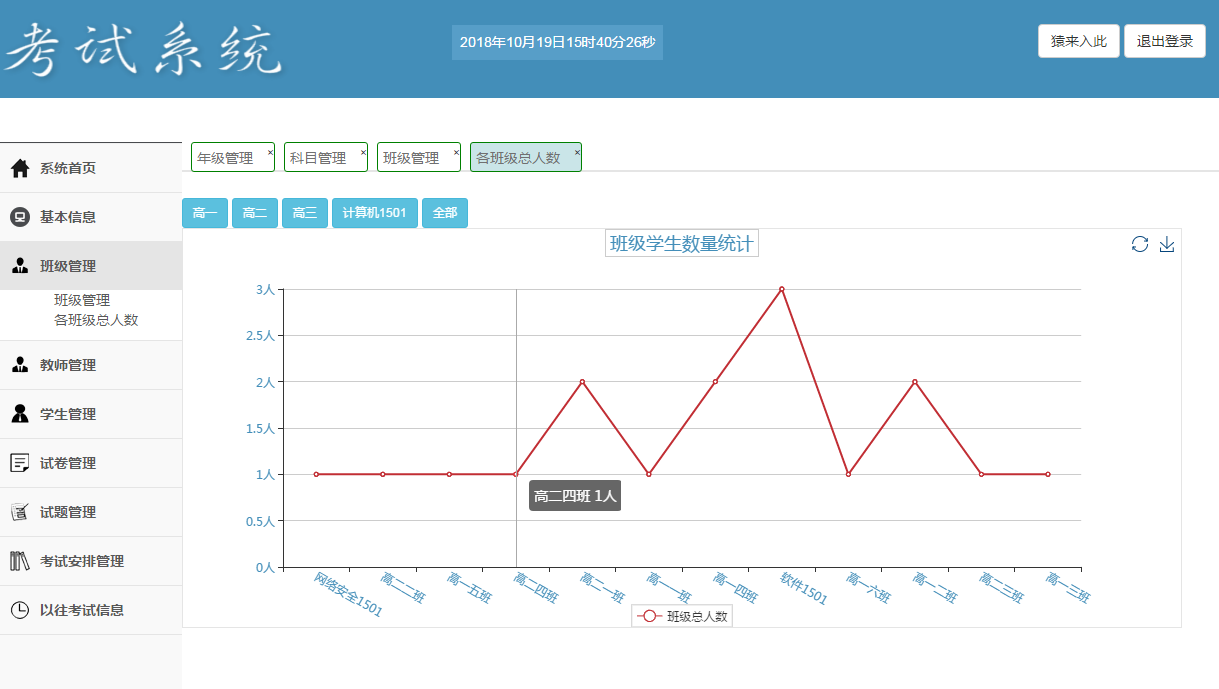 考试系统
2018年10月19日15时40分26秒
猿来入此
退出登录
年级管理 ×
科目管理 ×
班级管理 ×
各班级总人数 ×
系统首页
基本信息
班级管理
班级管理
各班级总人数
教师管理
学生管理
试卷管理
试题管理
考试安排管理
以往考试信息
高一
高二
高三
计算机1501
全部
班级学生数量统计
3人
2.5人
2人
1.5人
1人
0.5人
0人
高二四班 1人
网络安全1501
高二二班
高一五班
高二四班
高二一班
高一一班
高一四班
软件1501
高一六班
高一二班
高二三班
高一三班
班级总人数